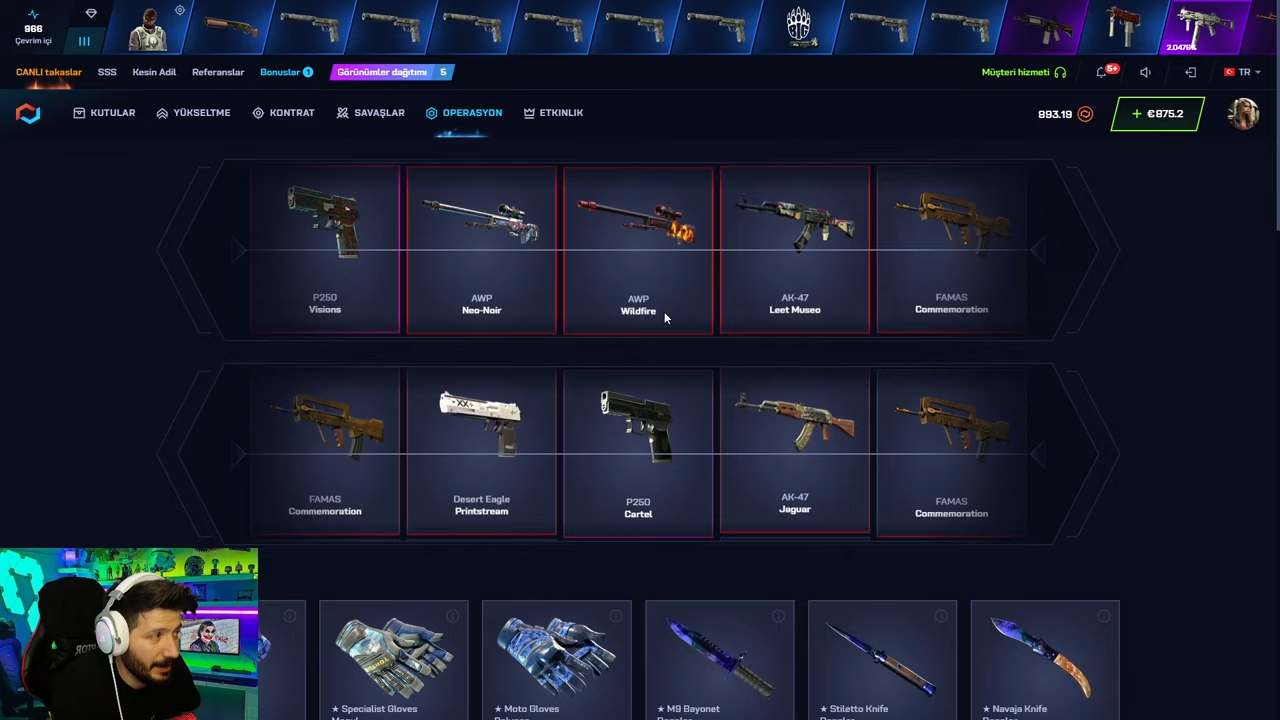 966
Çevrim içi
2.0476K
CANLI takaslar
SSS
Kesin Adil
Referanslar
Bonuslar 1
Görünümler dağıtımı 5
Müşteri hizmeti
5+
TR
KUTULAR
YÜKSELTME
KONTRAT
SAVAŞLAR
OPERASYON
ETKINLIK
893.19
+ €875.2
P250
Visions
AWP
Neo-Noir
AWP
Wildfire
AK-47
Leet Museo
FAMAS
Commemoration
FAMAS
Commemoration
Desert Eagle
Printstream
P250
Cartel
AK-47
Jaguar
FAMAS
Commemoration
★ Specialist Gloves
★ Moto Gloves
★ M9 Bayonet
★ Stiletto Knife
★ Navaja Knife